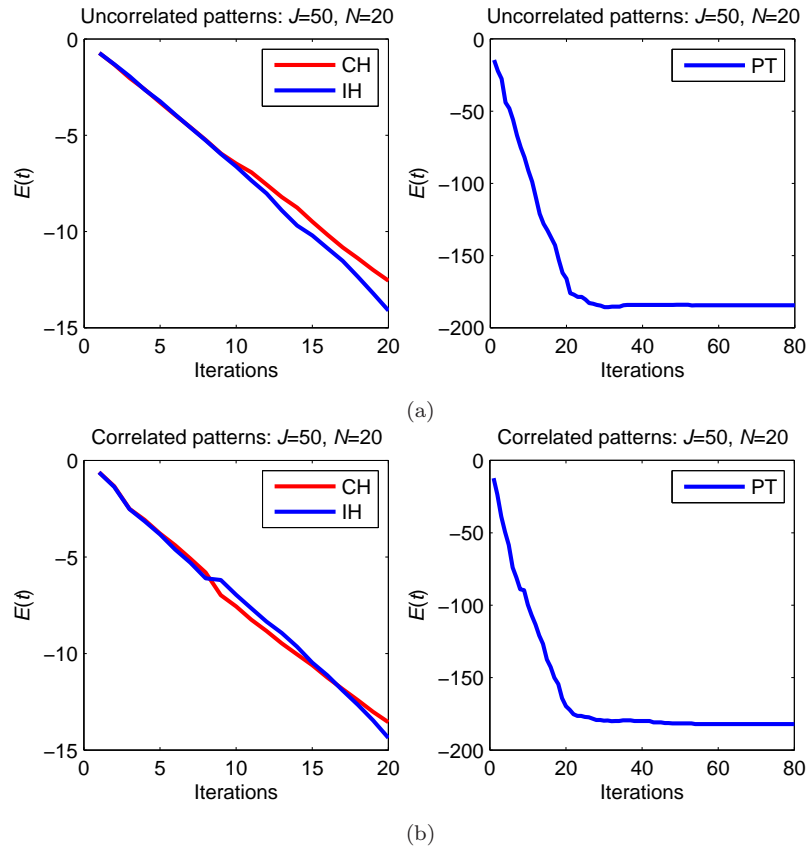 Uncorrelated patterns: J=50, N=20
0
−5
−10
−15
E(t)
0
5
10
15
20
Iterations
CH
IH
Uncorrelated patterns: J=50, N=20
0
−50
−100
−150
−200
E(t)
0
20
40
60
80
Iterations
PT
(a)
Correlated patterns: J=50, N=20
0
−5
−10
−15
E(t)
0
5
10
15
20
Iterations
CH
IH
Correlated patterns: J=50, N=20
0
−50
−100
−150
−200
E(t)
0
20
40
60
80
Iterations
PT
(b)